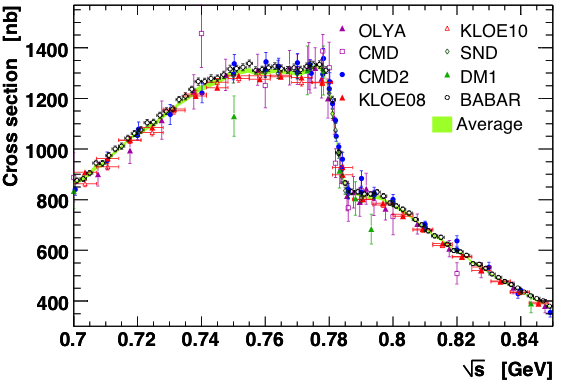 Cross section [nb]
1400
1200
1000
800
600
400
OLYA
CMD
CMD2
KLOE08
KLOE10
SND
DM1
BABAR
Average
0.7 0.72 0.74 0.76 0.78 0.8 0.82 0.84
√s [GeV]